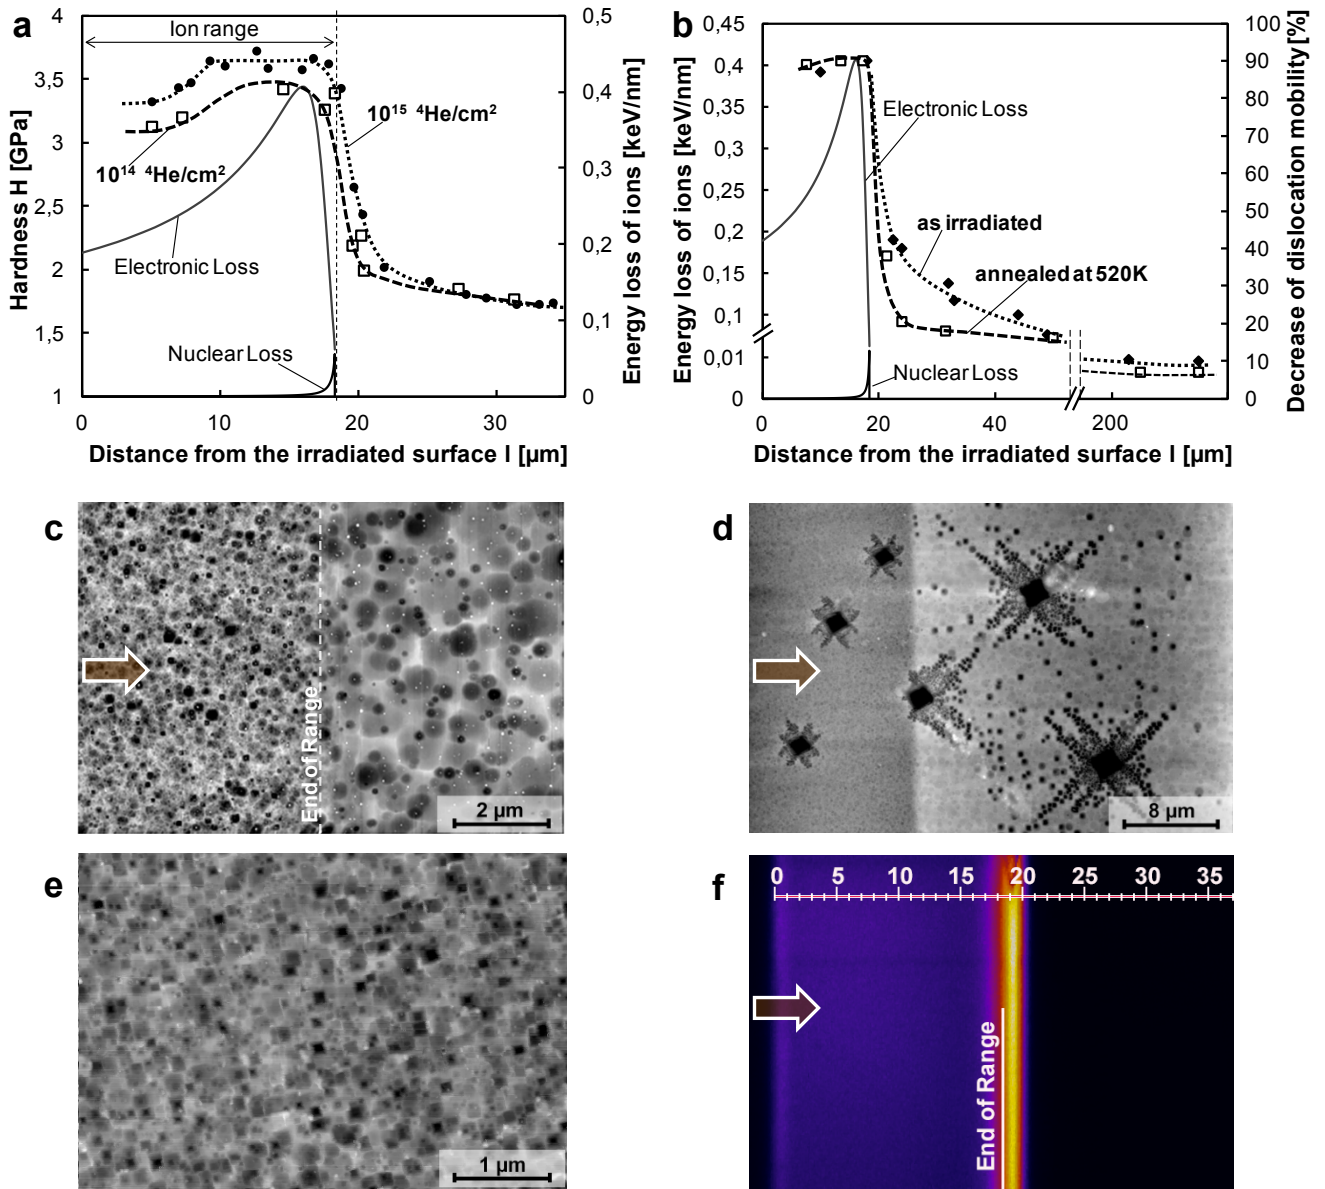 a
4
3,5
3
2,5
2
1,5
1
Hardness H [GPa]
Ion range
10¹⁵ ⁴He/cm²
10¹⁴ ⁴He/cm²
Electronic Loss
Nuclear Loss
0,5
0,4
0,3
0,2
0,1
0
Energy loss of ions [keV/nm]
0 10 20 30
Distance from the irradiated surface l [µm]
b
0,45
0,4
0,35
0,3
0,25
0,2
0,15
0,1
0,01
0
Energy loss of ions [keV/nm]
Electronic Loss
as irradiated
annealed at 520K
Nuclear Loss
100
90
80
70
60
50
40
30
20
10
0
Decrease of dislocation mobility [%]
0 20 40 200
Distance from the irradiated surface l [µm]
c
End of Range
2 µm
d
8 µm
e
1 µm
f
0 5 10 15 20 25 30 35
End of Range